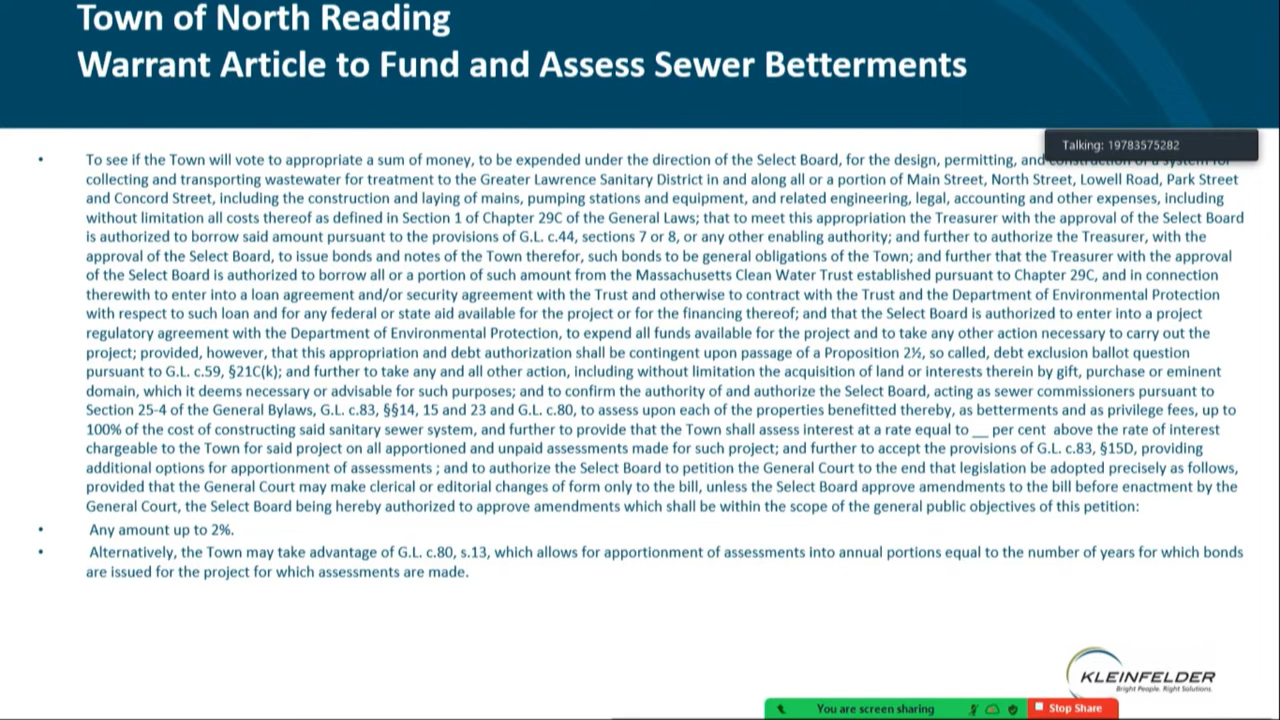 Town of North Reading
Warrant Article to Fund and Assess Sewer Betterments
Talking: 19783575282
• To see if the Town will vote to appropriate a sum of money, to be expended under the direction of the Select Board, for the design, permitting, and
collecting and transporting wastewater for treatment to the Greater Lawrence Sanitary District in and along all or a portion of Main Street, North Street, Lowell Road, Park Street
and Concord Street, including the construction and laying of mains, pumping stations and equipment, and related engineering, legal, accounting and other expenses, including
without limitation all costs thereof as defined in Section 1 of Chapter 29C of the General Laws; that to meet this appropriation the Treasurer with the approval of the Select Board
is authorized to borrow said amount pursuant to the provisions of G.L. c.44, sections 7 or 8, or any other enabling authority; and further to authorize the Treasurer, with the
approval of the Select Board, to issue bonds and notes of the Town therefor, such bonds to be general obligations of the Town; and further that the Treasurer with the approval
of the Select Board is authorized to borrow all or a portion of such amount from the Massachusetts Clean Water Trust established pursuant to Chapter 29C, and in connection
therewith to enter into a loan agreement and/or security agreement with the Trust and otherwise to contract with the Trust and the Department of Environmental Protection
with respect to such loan and for any federal or state aid available for the project or for the financing thereof; and that the Select Board is authorized to enter into a project
regulatory agreement with the Department of Environmental Protection, to expend all funds available for the project and to take any other action necessary to carry out the
project; provided, however, that this appropriation and debt authorization shall be contingent upon passage of a Proposition 2½, so called, debt exclusion ballot question
pursuant to G.L. c.59, §21C(k); and further to take any and all other action, including without limitation the acquisition of land or interests therein by gift, purchase or eminent
domain, which it deems necessary or advisable for such purposes; and to confirm the authority of and authorize the Select Board, acting as sewer commissioners pursuant to
Section 25-4 of the General Bylaws, G.L. c.83, §§14, 15 and 23 and G.L. c.80, to assess upon each of the properties benefitted thereby, as betterments and as privilege fees, up to
100% of the cost of constructing said sanitary sewer system, and further to provide that the Town shall assess interest at a rate equal to __ per cent above the rate of interest
chargeable to the Town for said project on all apportioned and unpaid assessments made for such project; and further to accept the provisions of G.L. c.83, §15D, providing
additional options for apportionment of assessments ; and to authorize the Select Board to petition the General Court to the end that legislation be adopted precisely as follows,
provided that the General Court may make clerical or editorial changes of form only to the bill, unless the Select Board approve amendments to the bill before enactment by the
General Court, the Select Board being hereby authorized to approve amendments which shall be within the scope of the general public objectives of this petition:
• Any amount up to 2%.
• Alternatively, the Town may take advantage of G.L. c.80, s.13, which allows for apportionment of assessments into annual portions equal to the number of years for which bonds
are issued for the project for which assessments are made.
KLEINFELDER
Bright People. Right Solutions.
You are screen sharing
Stop Share